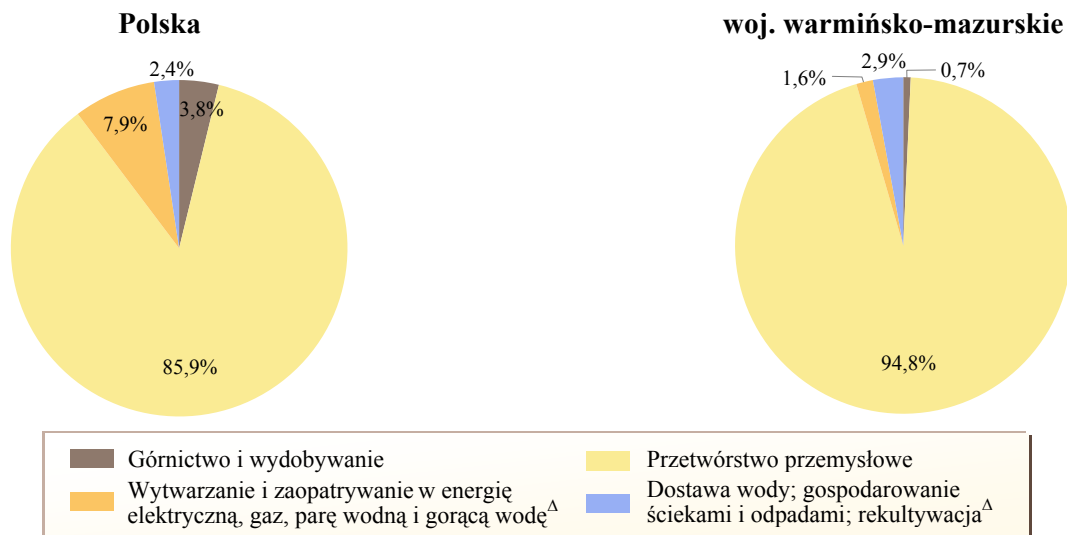 Polska
2,4%
3,8%
7,9%
85,9%
woj. warmińsko-mazurskie
2,9%
0,7%
1,6%
94,8%
Górnictwo i wydobywanie
Wytwarzanie i zaopatrywanie w energię
elektryczną, gaz, parę wodną i gorącą wodę^Δ
Przetwórstwo przemysłowe
Dostawa wody; gospodarowanie
ściekami i odpadami; rekultywacja^Δ